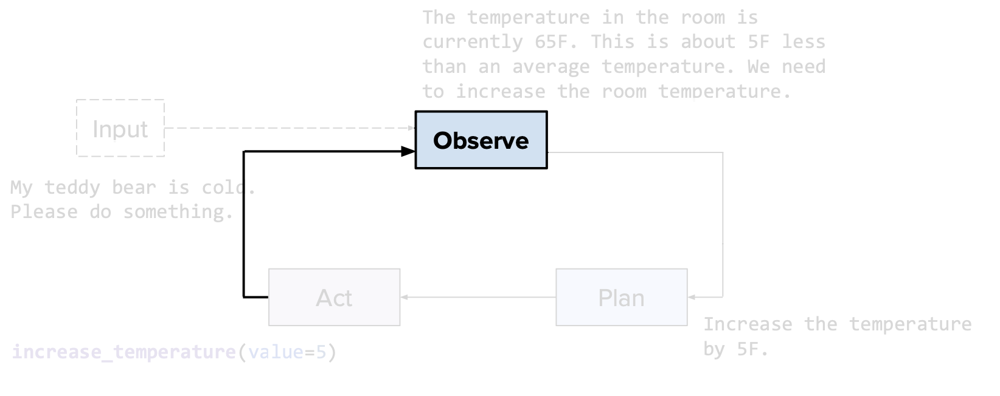 The temperature in the room is
currently 65F. This is about 5F less
than an average temperature. We need
to increase the room temperature.
Input
Observe
My teddy bear is cold.
Please do something.
Act
Plan
Increase the temperature
by 5F.
increase_temperature(value=5)